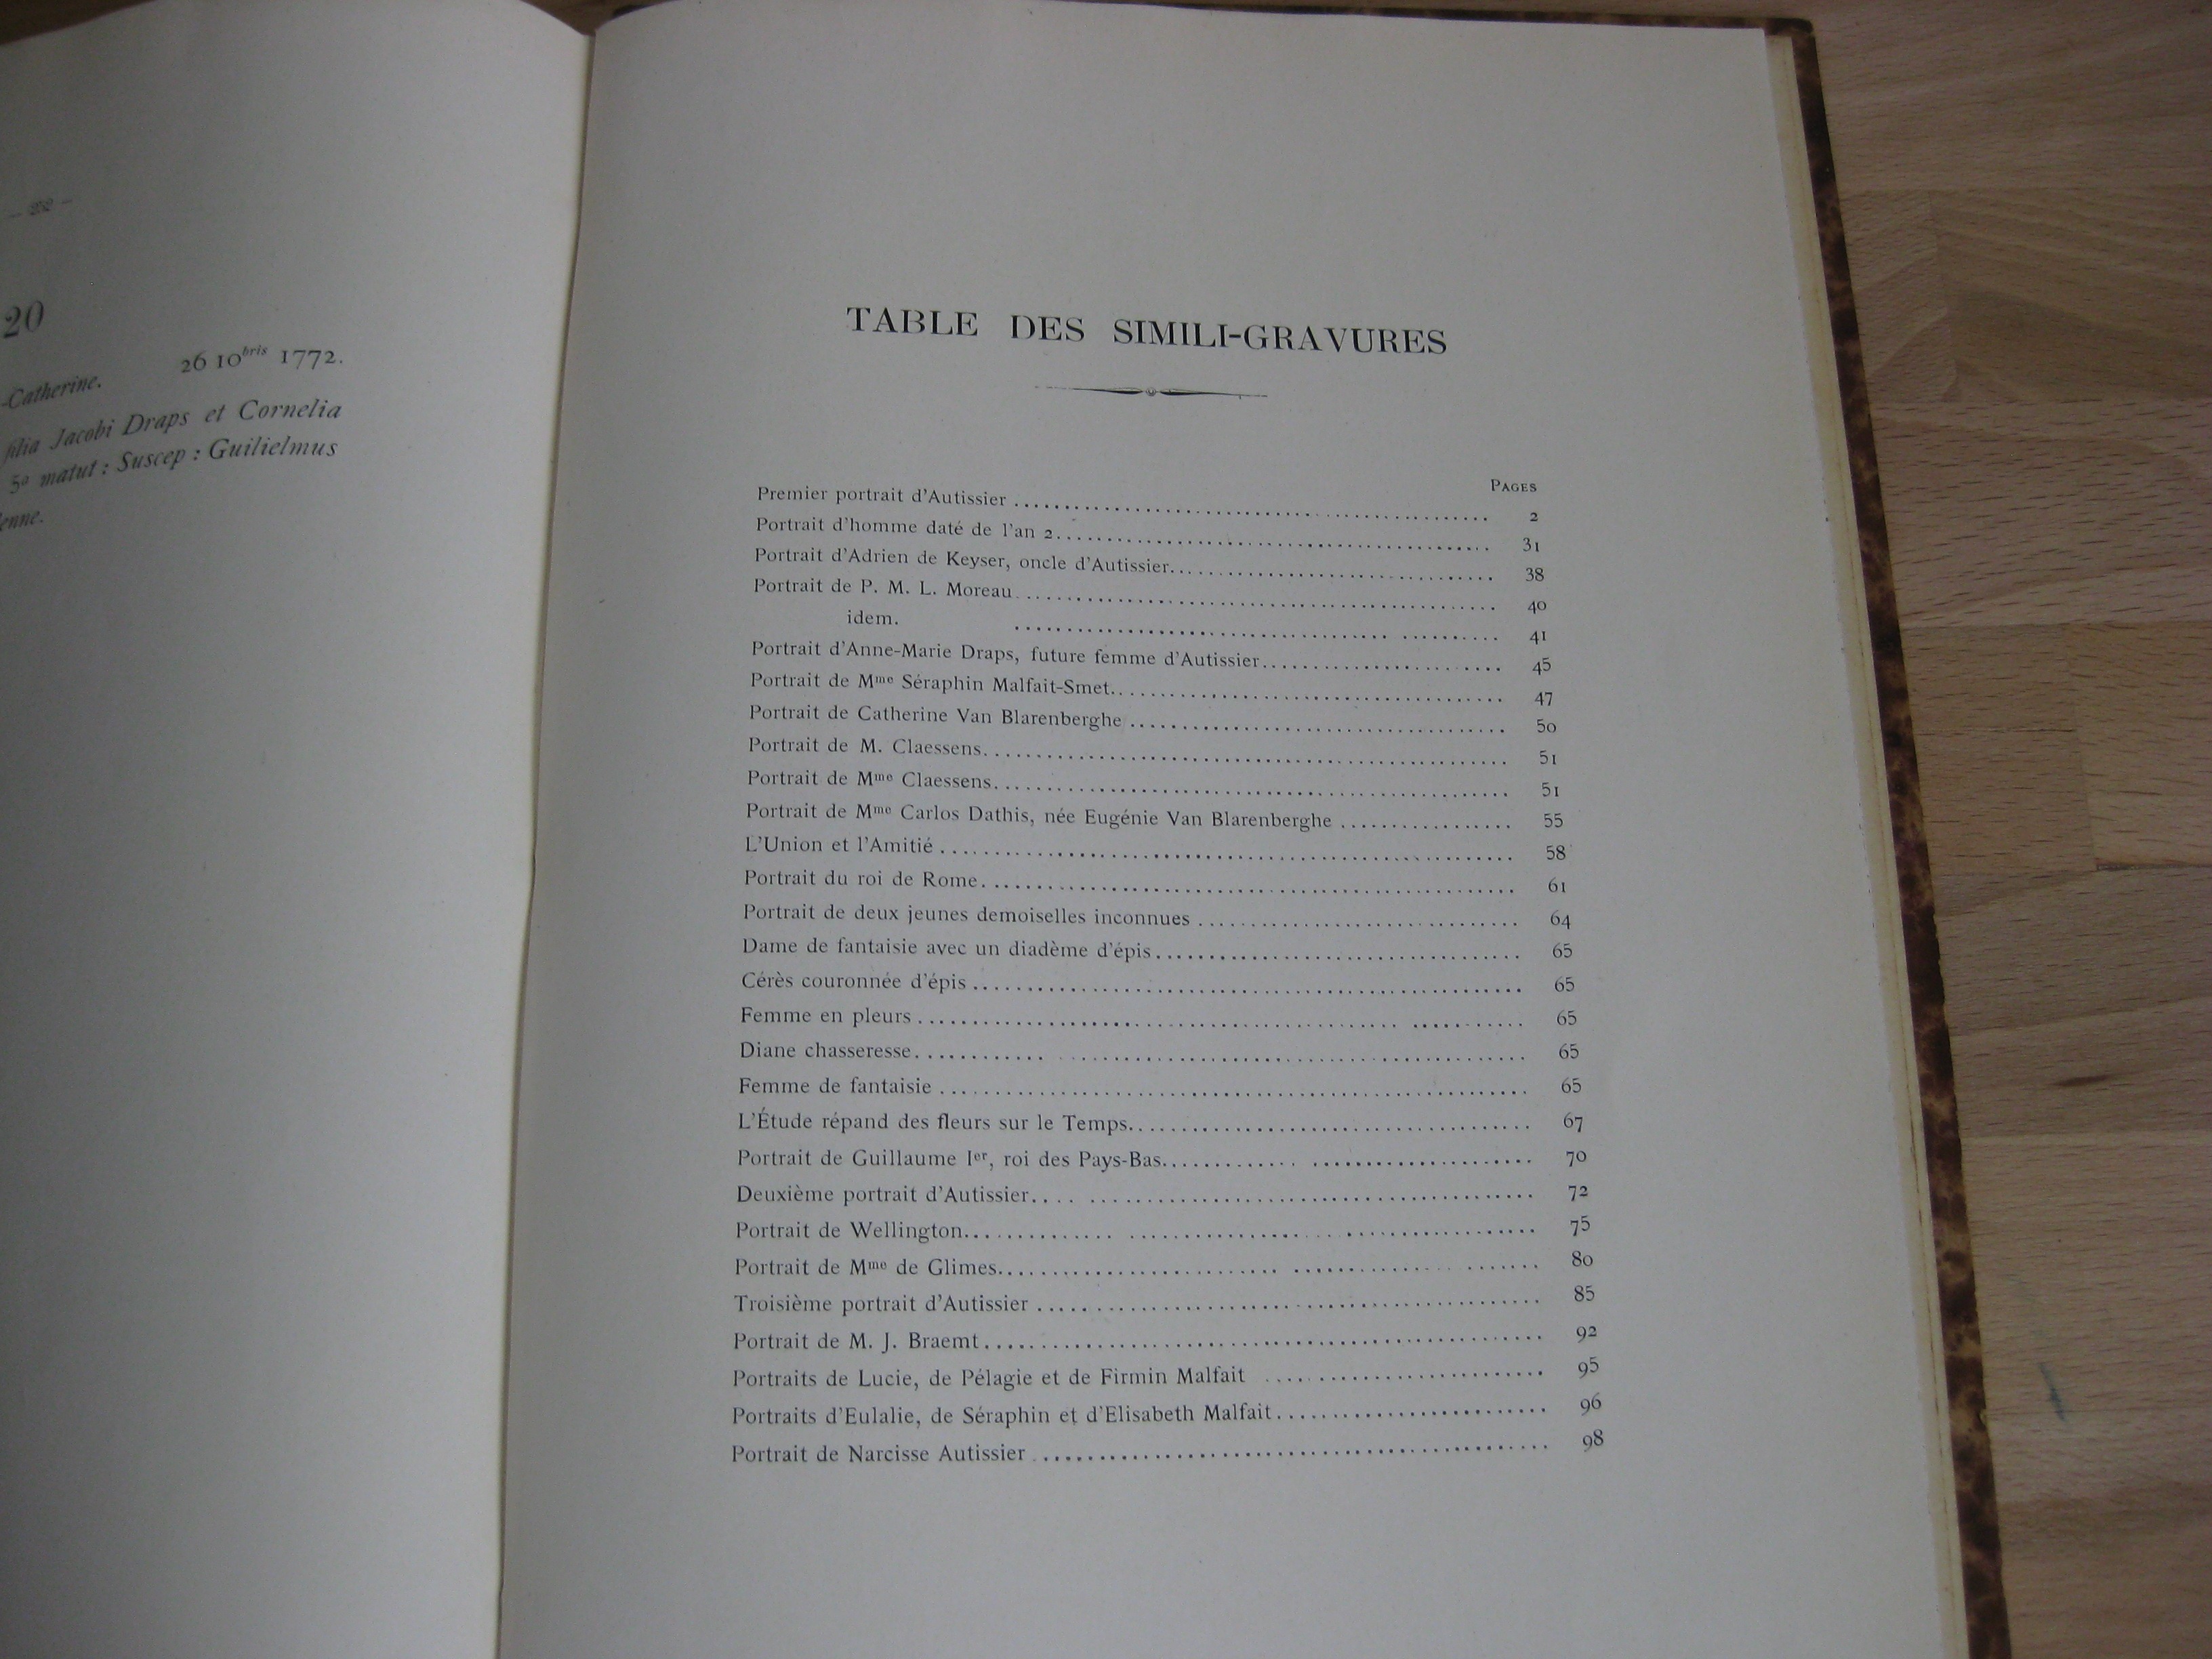 - 22 -
20
26 10bris 1772.
-Catherine.
filia Jacobi Draps et Cornelia
5a matut : Suscep : Guilielmus
enne.
TABLE DES SIMILI-GRAVURES
PAGES
Premier portrait d'Autissier 2
Portrait d'homme daté de l'an 2 31
Portrait d'Adrien de Keyser, oncle d'Autissier 38
Portrait de P. M. L. Moreau 40
idem. 41
Portrait d'Anne-Marie Draps, future femme d'Autissier 45
Portrait de Mme Séraphin Malfait-Smet 47
Portrait de Catherine Van Blarenberghe 50
Portrait de M. Claessens 51
Portrait de Mme Claessens 51
Portrait de Mme Carlos Dathis, née Eugénie Van Blarenberghe 55
L'Union et l'Amitié 58
Portrait du roi de Rome 61
Portrait de deux jeunes demoiselles inconnues 64
Dame de fantaisie avec un diadème d'épis 65
Cérès couronnée d'épis 65
Femme en pleurs 65
Diane chasseresse 65
Femme de fantaisie 65
L'Étude répand des fleurs sur le Temps 67
Portrait de Guillaume Ier, roi des Pays-Bas 70
Deuxième portrait d'Autissier 72
Portrait de Wellington 75
Portrait de Mme de Glimes 80
Troisième portrait d'Autissier 85
Portrait de M. J. Braemt 92
Portraits de Lucie, de Pélagie et de Firmin Malfait 95
Portraits d'Eulalie, de Séraphin et d'Elisabeth Malfait 96
Portrait de Narcisse Autissier 98